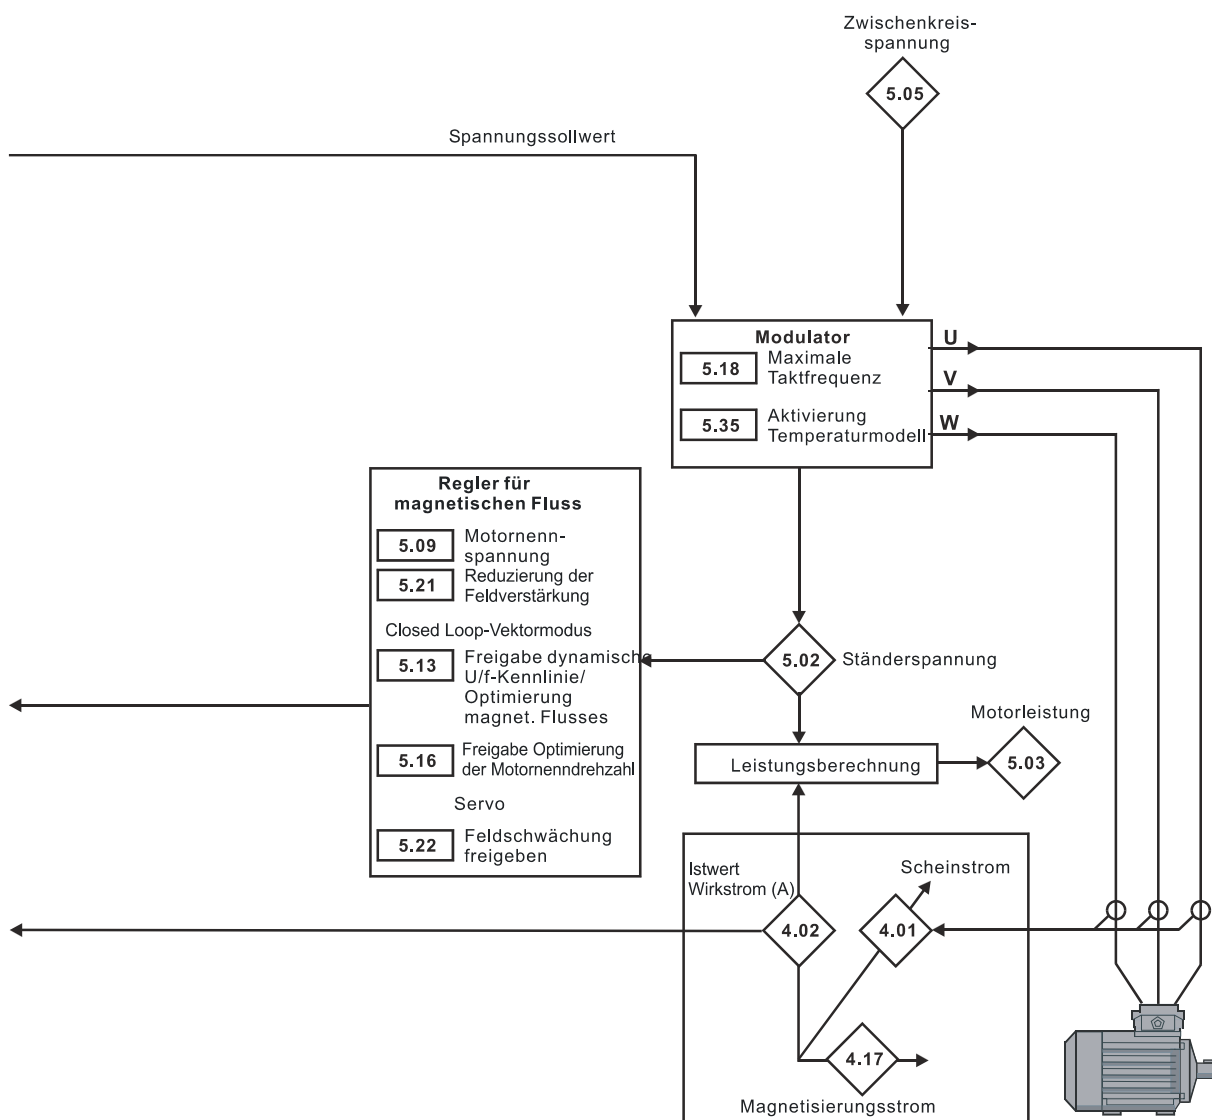 Zwischenkreis-
spannung
5.05
Spannungssollwert
Modulator
5.18
Maximale
Taktfrequenz
5.35
Aktivierung
Temperaturmodell
U
V
W
Regler für
magnetischen Fluss
5.09
Motornenn-
spannung
5.21
Reduzierung der
Feldverstärkung
Closed Loop-Vektormodus
5.13
Freigabe dynamische
U/f-Kennlinie/
Optimierung
magnet. Flusses
5.16
Freigabe Optimierung
der Motornenndrehzahl
Servo
5.22
Feldschwächung
freigeben
5.02
Ständerspannung
Motorleistung
Leistungsberechnung
5.03
Istwert
Wirkstrom (A)
Scheinstrom
4.02
4.01
4.17
Magnetisierungsstrom